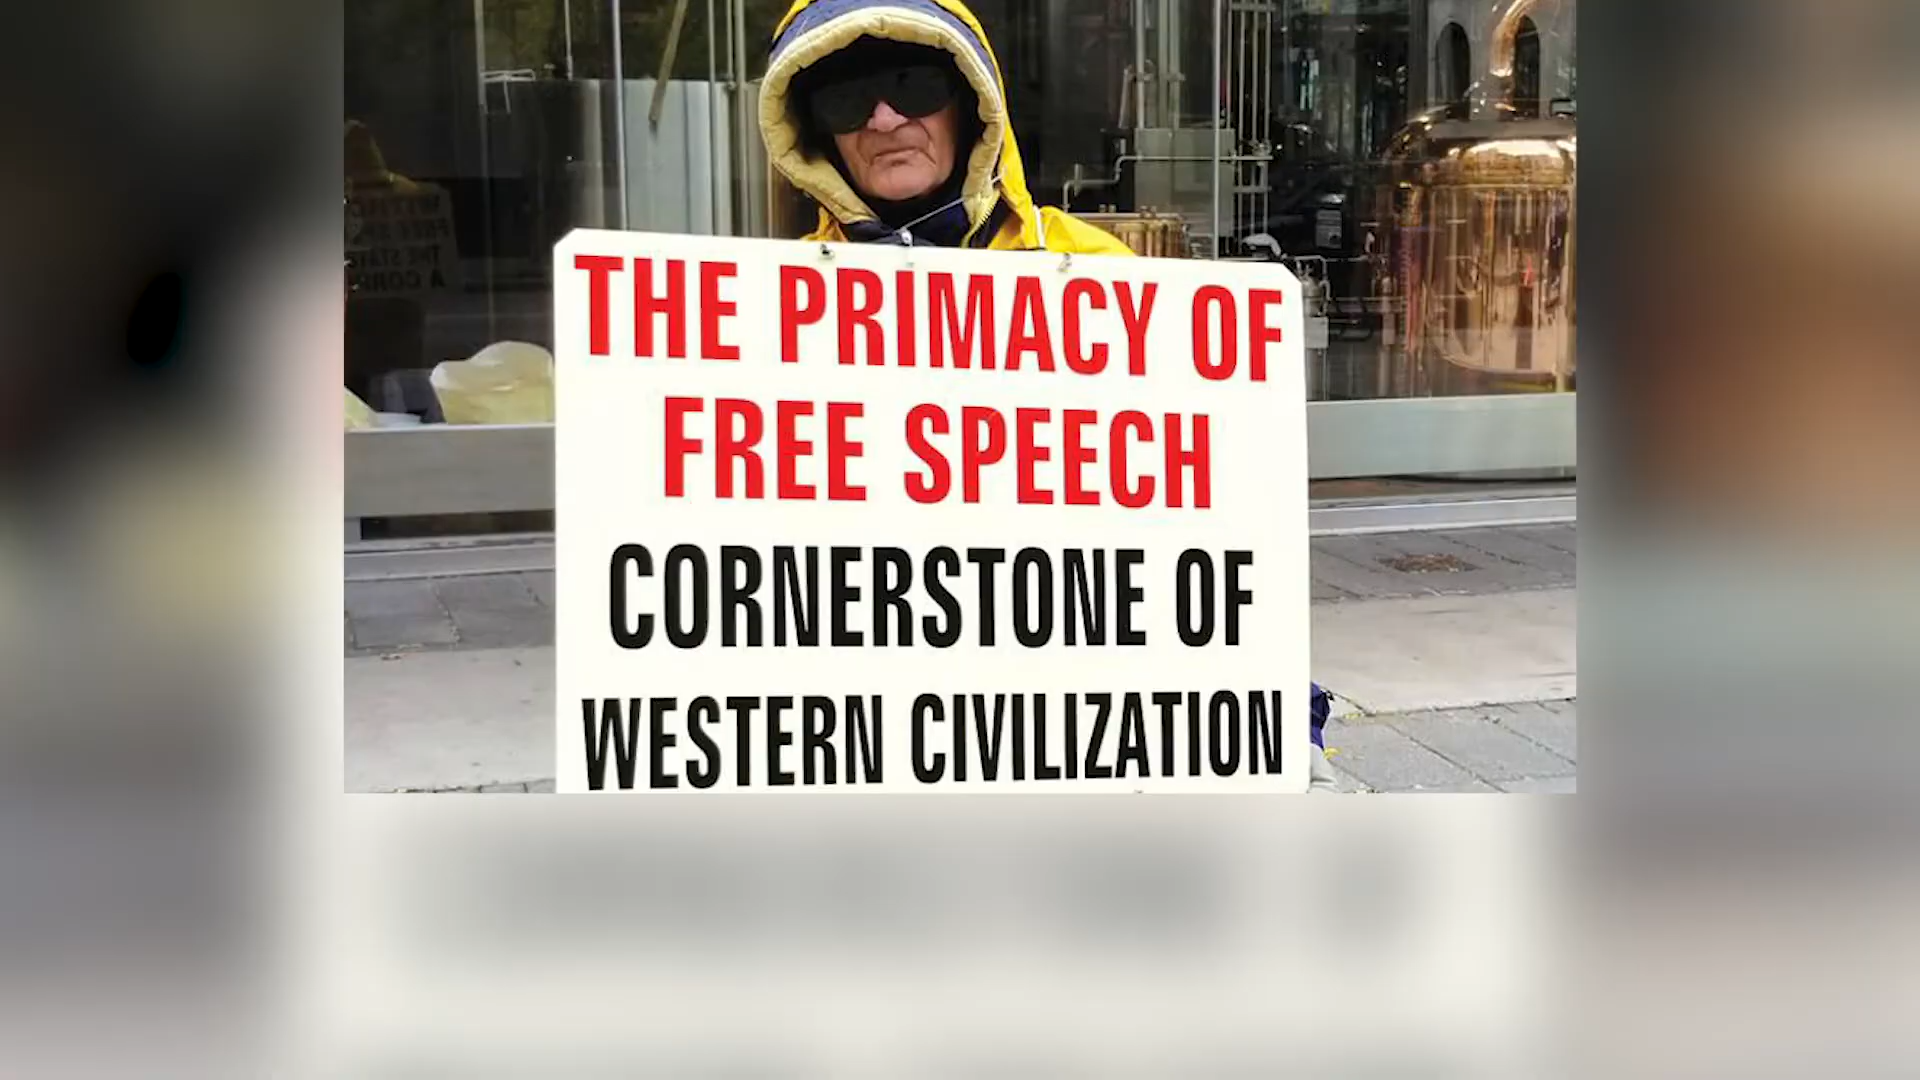 THE PRIMACY OF
FREE SPEECH
CORNERSTONE OF
WESTERN CIVILIZATION